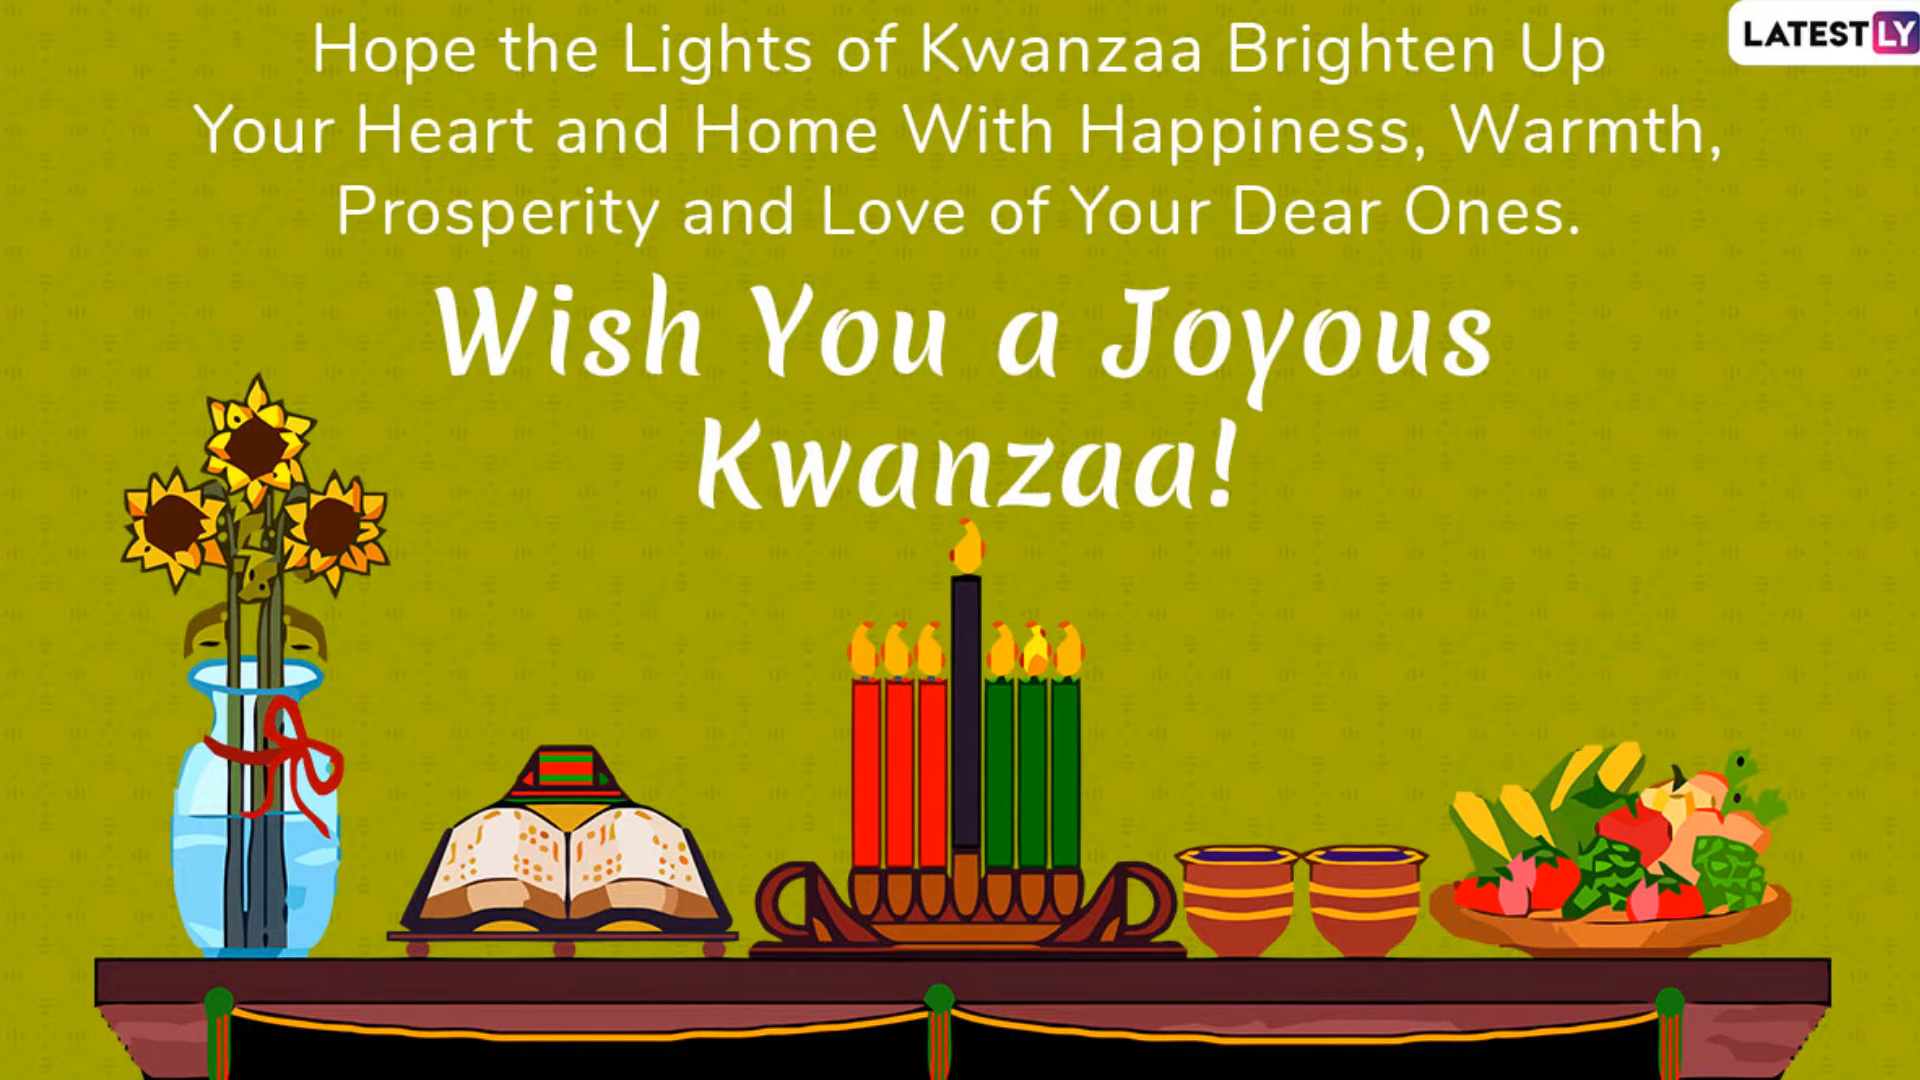 LATESTLY
Hope the Lights of Kwanzaa Brighten Up
Your Heart and Home With Happiness, Warmth,
Prosperity and Love of Your Dear Ones.
Wish You a Joyous
Kwanzaa!